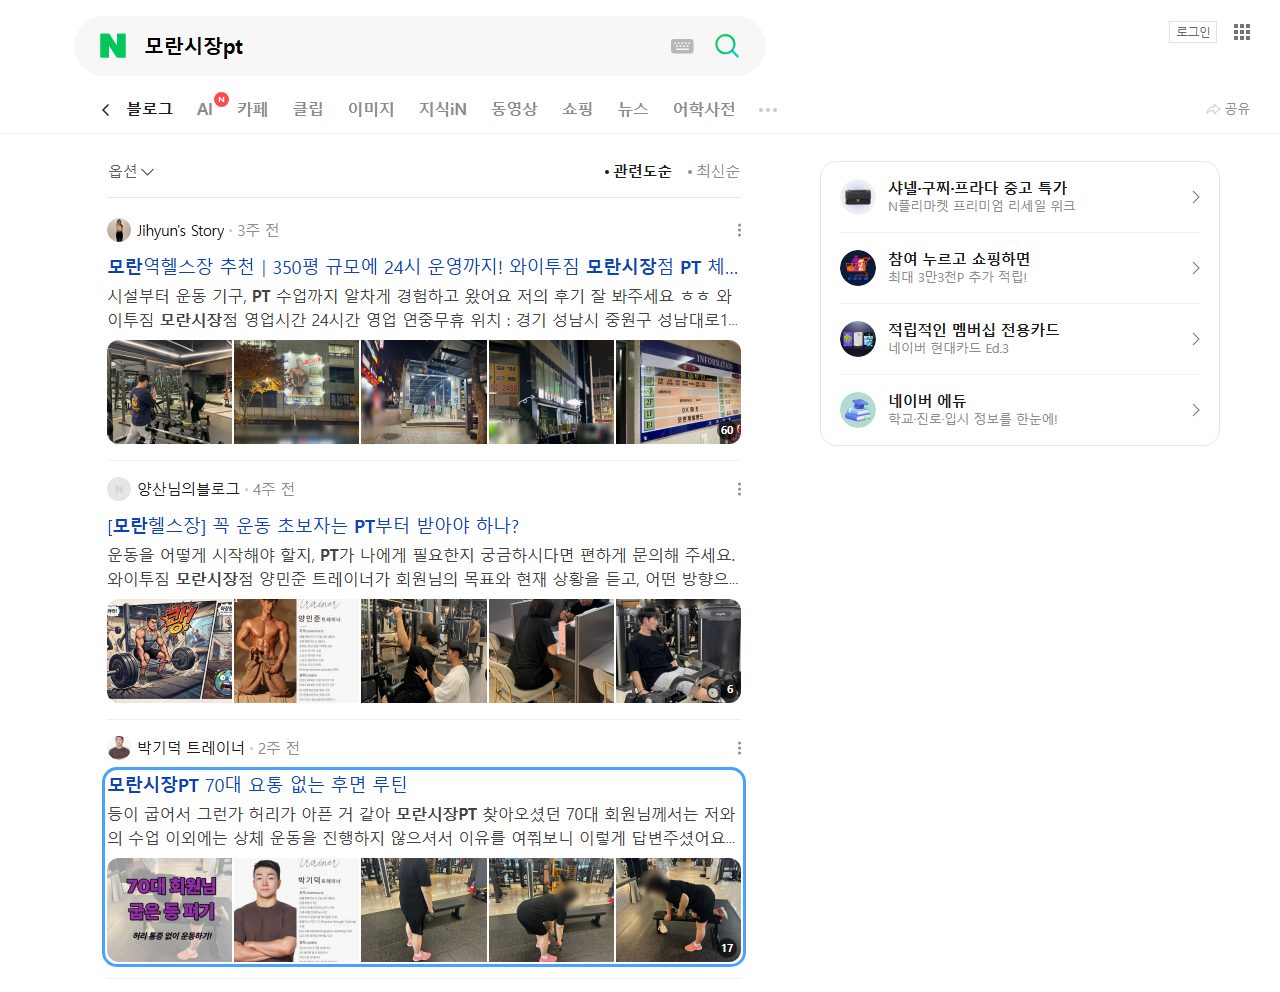 모란시장pt
로그인
블로그
AI
N
카페
클립
이미지
지식iN
동영상
쇼핑
뉴스
어학사전
공유
옵션
• 관련도순
• 최신순
Jihyun's Story · 3주 전
모란역헬스장 추천 | 350평 규모에 24시 운영까지! 와이투짐 모란시장점 PT 체...
시설부터 운동 기구, PT 수업까지 알차게 경험하고 왔어요 저의 후기 잘 봐주세요 ㅎㅎ 와
이투짐 모란시장점 영업시간 24시간 영업 연중무휴 위치 : 경기 성남시 중원구 성남대로1...
INFORMATION
60
양산님의블로그 · 4주 전
[모란헬스장] 꼭 운동 초보자는 PT부터 받아야 하나?
운동을 어떻게 시작해야 할지, PT가 나에게 필요한지 궁금하시다면 편하게 문의해 주세요.
와이투짐 모란시장점 양민준 트레이너가 회원님의 목표와 현재 상황을 듣고, 어떤 방향으...
trainer
양민준 트레이너
6
박기덕 트레이너 · 2주 전
모란시장PT 70대 요통 없는 후면 루틴
등이 굽어서 그런가 허리가 아픈 거 같아 모란시장PT 찾아오셨던 70대 회원님께서는 저와
의 수업 이외에는 상체 운동을 진행하지 않으셔서 이유를 여쭤보니 이렇게 답변주셨어요...
70대 회원님
굽은 등 펴기
허리 통증 없이 운동하기!
trainer
박기덕 트레이너
17
샤넬·구찌·프라다 중고 특가
N플리마켓 프리미엄 리세일 위크
참여 누르고 쇼핑하면
최대 3만3천P 추가 적립!
적립적인 멤버십 전용카드
네이버 현대카드 Ed.3
네이버 에듀
학교·진로·입시 정보를 한눈에!